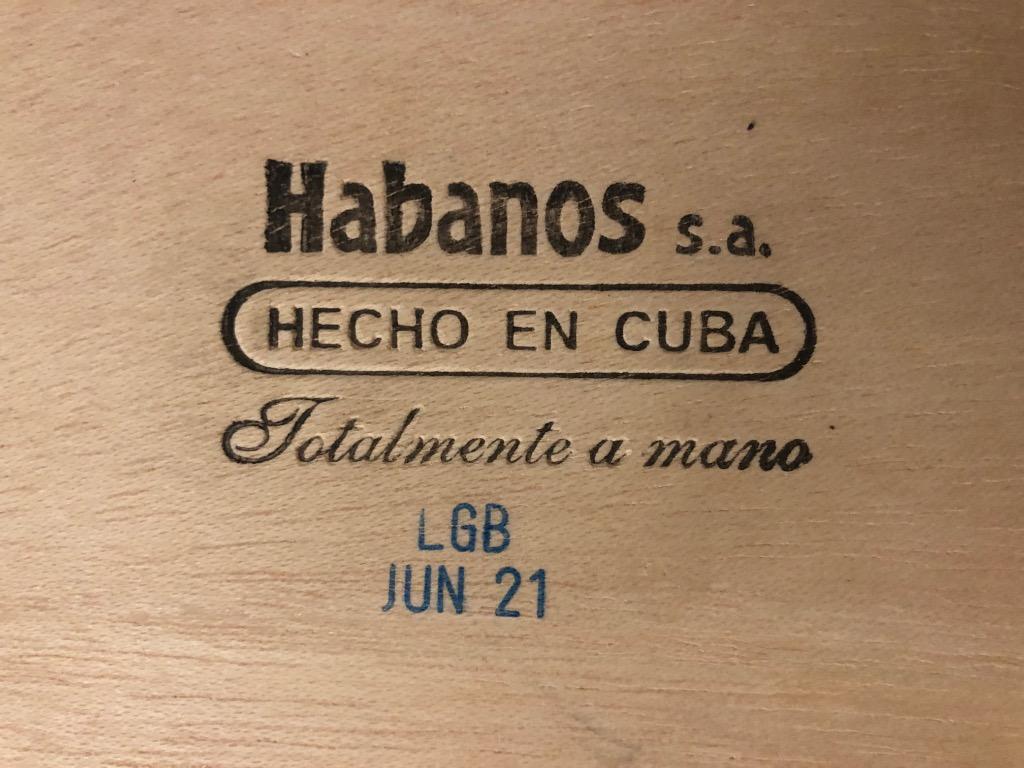 Habanos s.a.
HECHO EN CUBA
Totalmente a mano
LGB
JUN 21